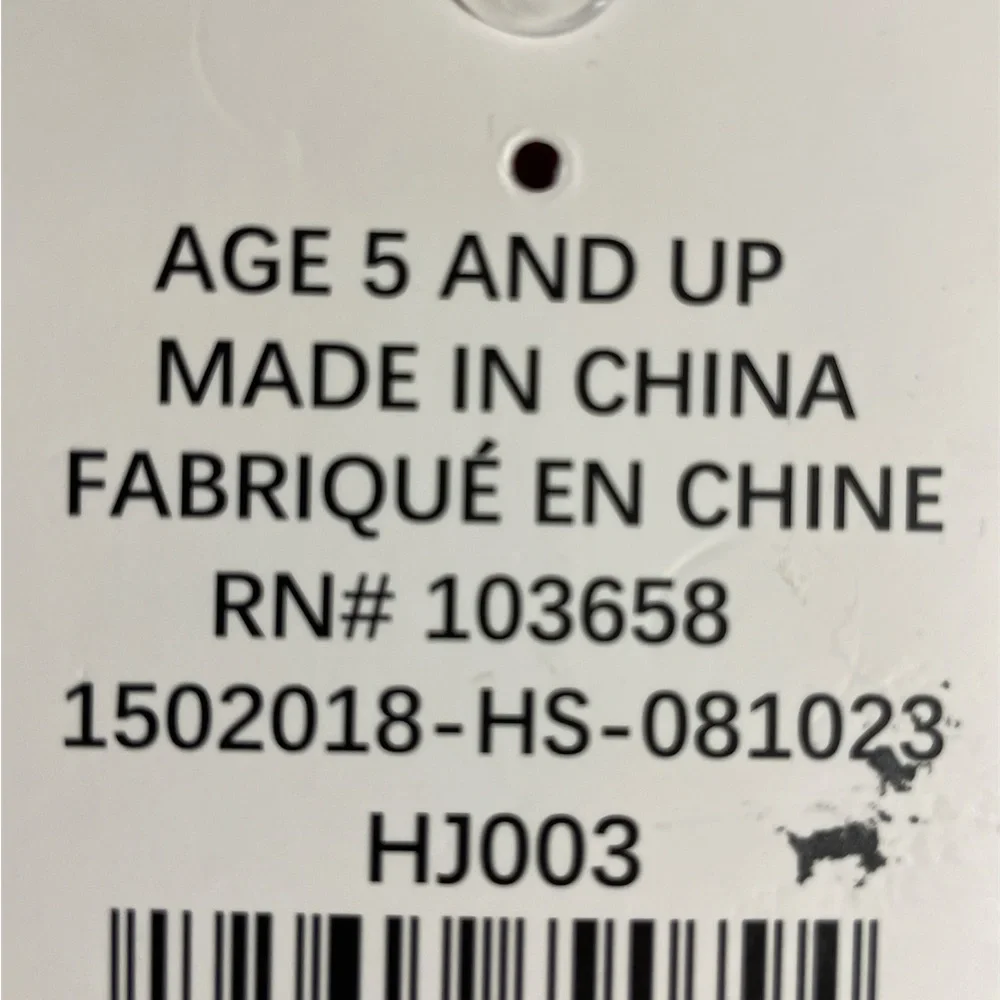 AGE 5 AND UP
MADE IN CHINA
FABRIQUÉ EN CHINE
RN# 103658
1502018-HS-081023
HJ003